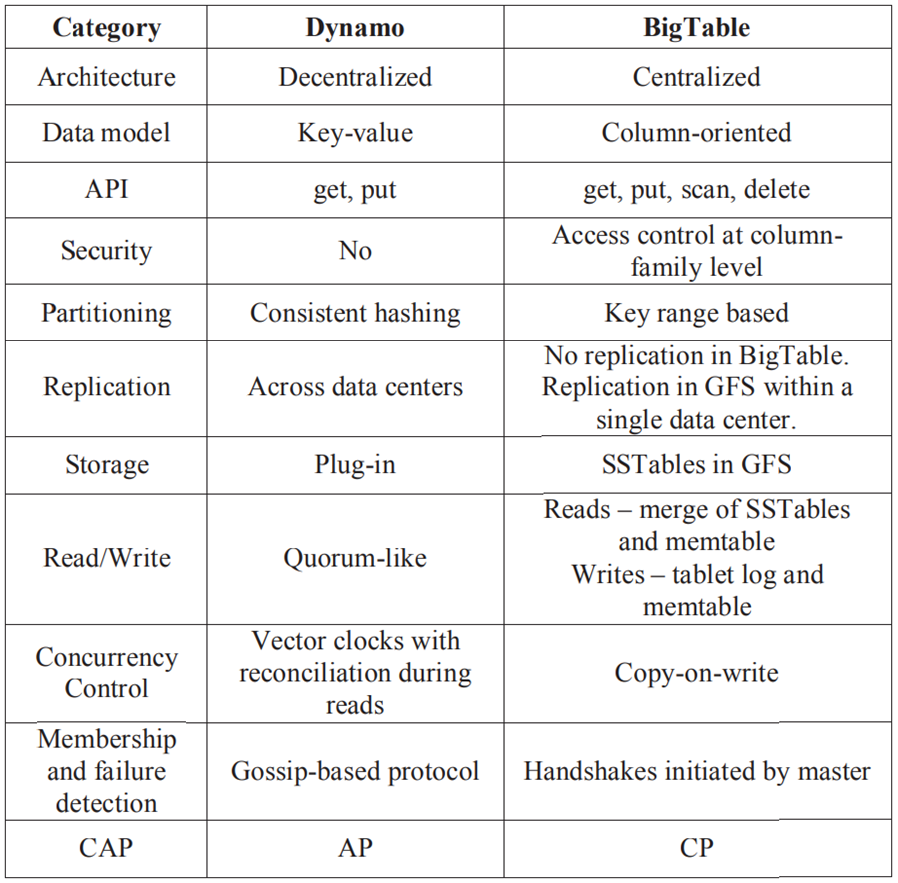 Category Dynamo BigTable
Architecture Decentralized Centralized
Data model Key-value Column-oriented
API get, put get, put, scan, delete
Security No Access control at column-
family level
Partitioning Consistent hashing Key range based
Replication Across data centers No replication in BigTable.
Replication in GFS within a
single data center.
Storage Plug-in SSTables in GFS
Read/Write Quorum-like Reads – merge of SSTables
and memtable
Writes – tablet log and
memtable
Concurrency
Control
Vector clocks with
reconciliation during
reads
Copy-on-write
Membership
and failure
detection
Gossip-based protocol
Handshakes initiated by master
CAP AP CP